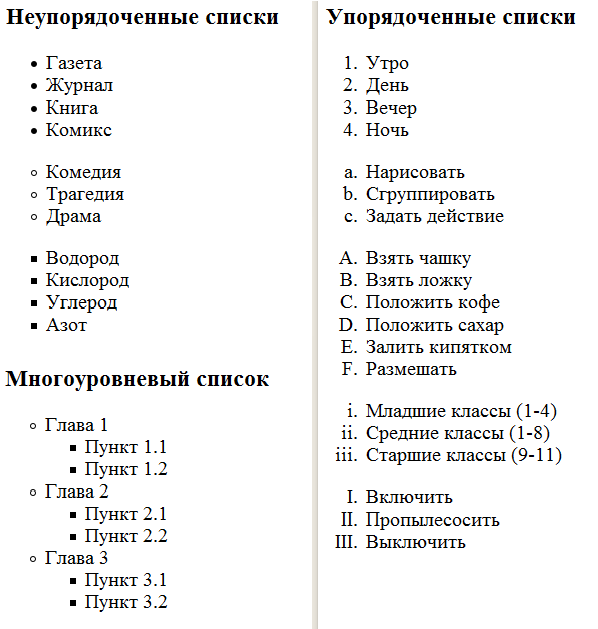 Неупорядоченные списки
• Газета
• Журнал
• Книга
• Комикс
◦ Комедия
◦ Трагедия
◦ Драма
▪ Водород
▪ Кислород
▪ Углерод
▪ Азот
Многоуровневый список
◦ Глава 1
▪ Пункт 1.1
▪ Пункт 1.2
◦ Глава 2
▪ Пункт 2.1
▪ Пункт 2.2
◦ Глава 3
▪ Пункт 3.1
▪ Пункт 3.2
Упорядоченные списки
1. Утро
2. День
3. Вечер
4. Ночь
a. Нарисовать
b. Сгруппировать
c. Задать действие
A. Взять чашку
B. Взять ложку
C. Положить кофе
D. Положить сахар
E. Залить кипятком
F. Размешать
i. Младшие классы (1-4)
ii. Средние классы (1-8)
iii. Старшие классы (9-11)
I. Включить
II. Пропылесосить
III. Выключить